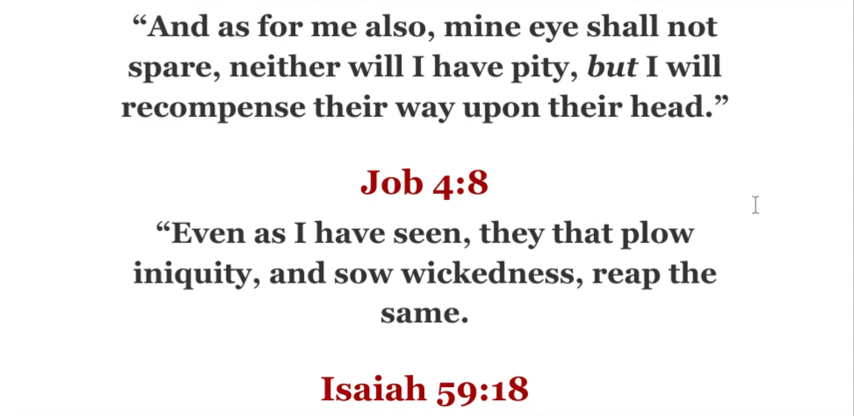 “And as for me also, mine eye shall not
spare, neither will I have pity, but I will
recompense their way upon their head.”
Job 4:8
“Even as I have seen, they that plow
iniquity, and sow wickedness, reap the
same.
Isaiah 59:18